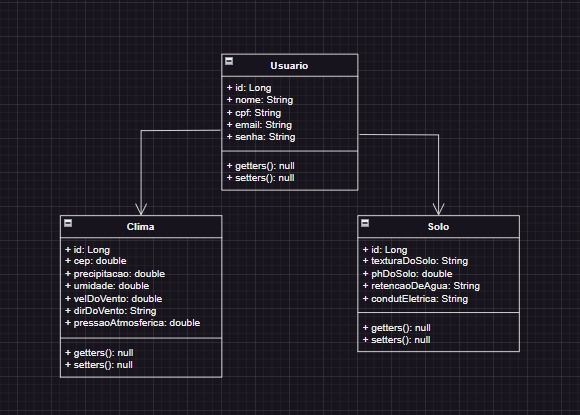 Usuario
+ id: Long
+ nome: String
+ cpf: String
+ email: String
+ senha: String
+ getters(): null
+ setters(): null
Clima
+ id: Long
+ cep: double
+ precipitacao: double
+ umidade: double
+ velDoVento: double
+ dirDoVento: String
+ pressaoAtmosferica: double
+ getters(): null
+ setters(): null
Solo
+ id: Long
+ texturaDoSolo: String
+ phDoSolo: double
+ retencaoDeAgua: String
+ condutEletrica: String
+ getters(): null
+ setters(): null